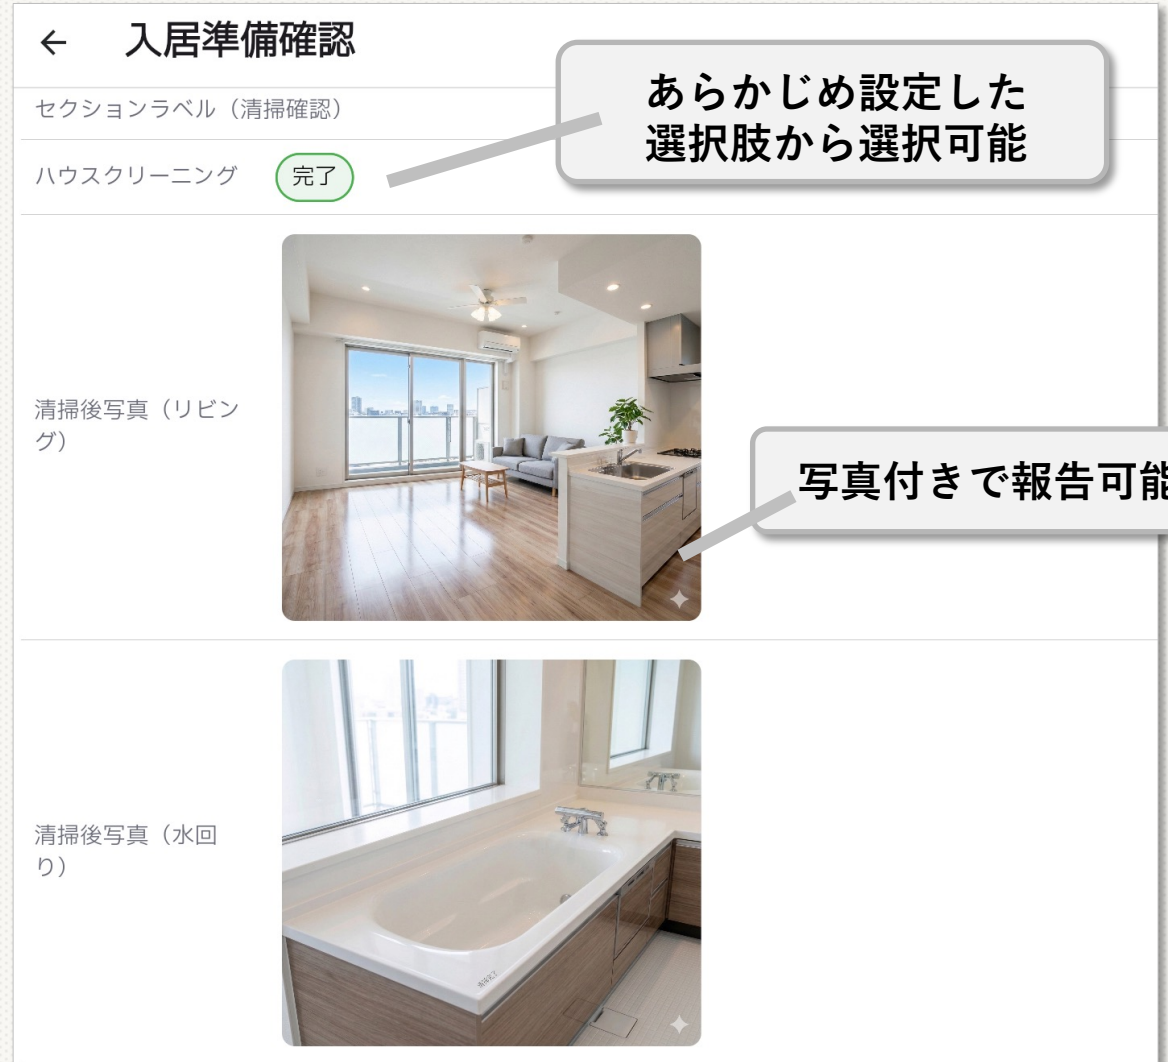 入居準備確認
あらかじめ設定した
選択肢から選択可能
セクションラベル（清掃確認）
ハウスクリーニング
完了
清掃後写真（リビン
グ）
写真付きで報告可能
清掃後写真（水回
り）